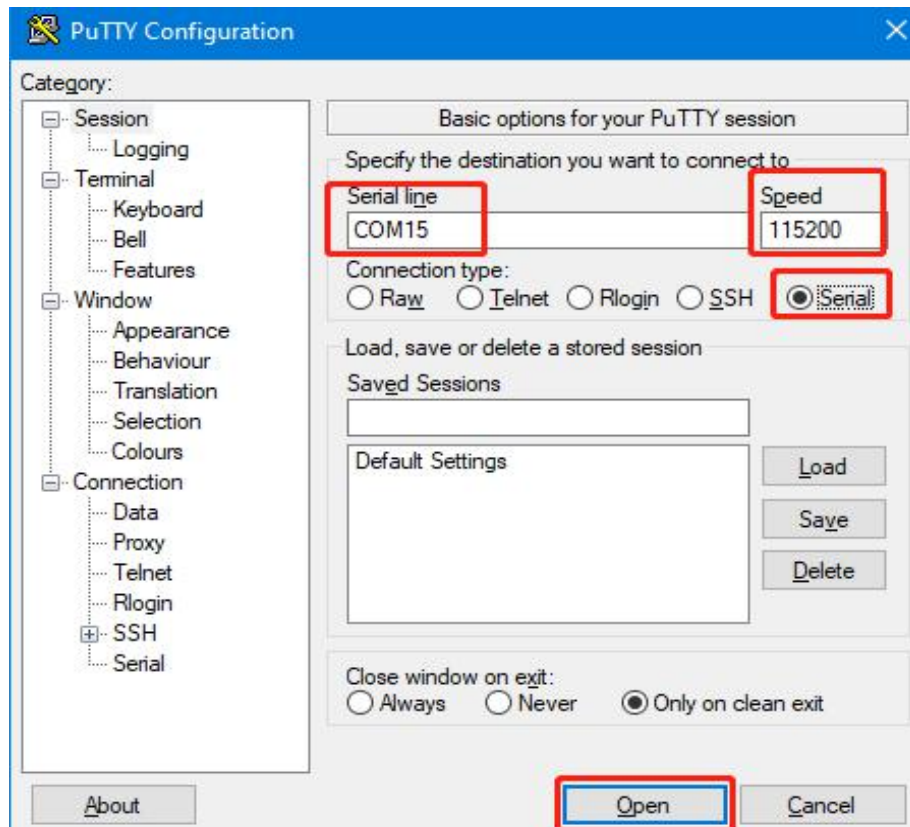 PuTTY Configuration
Category:
Session
Logging
Terminal
Keyboard
Bell
Features
Window
Appearance
Behaviour
Translation
Selection
Colours
Connection
Data
Proxy
Telnet
Rlogin
SSH
Serial
Basic options for your PuTTY session
Specify the destination you want to connect to
Serial line Speed
COM15 115200
Connection type:
Raw Telnet Rlogin SSH Serial
Load, save or delete a stored session
Saved Sessions
Default Settings
Load
Save
Delete
Close window on exit:
Always Never Only on clean exit
About Open Cancel